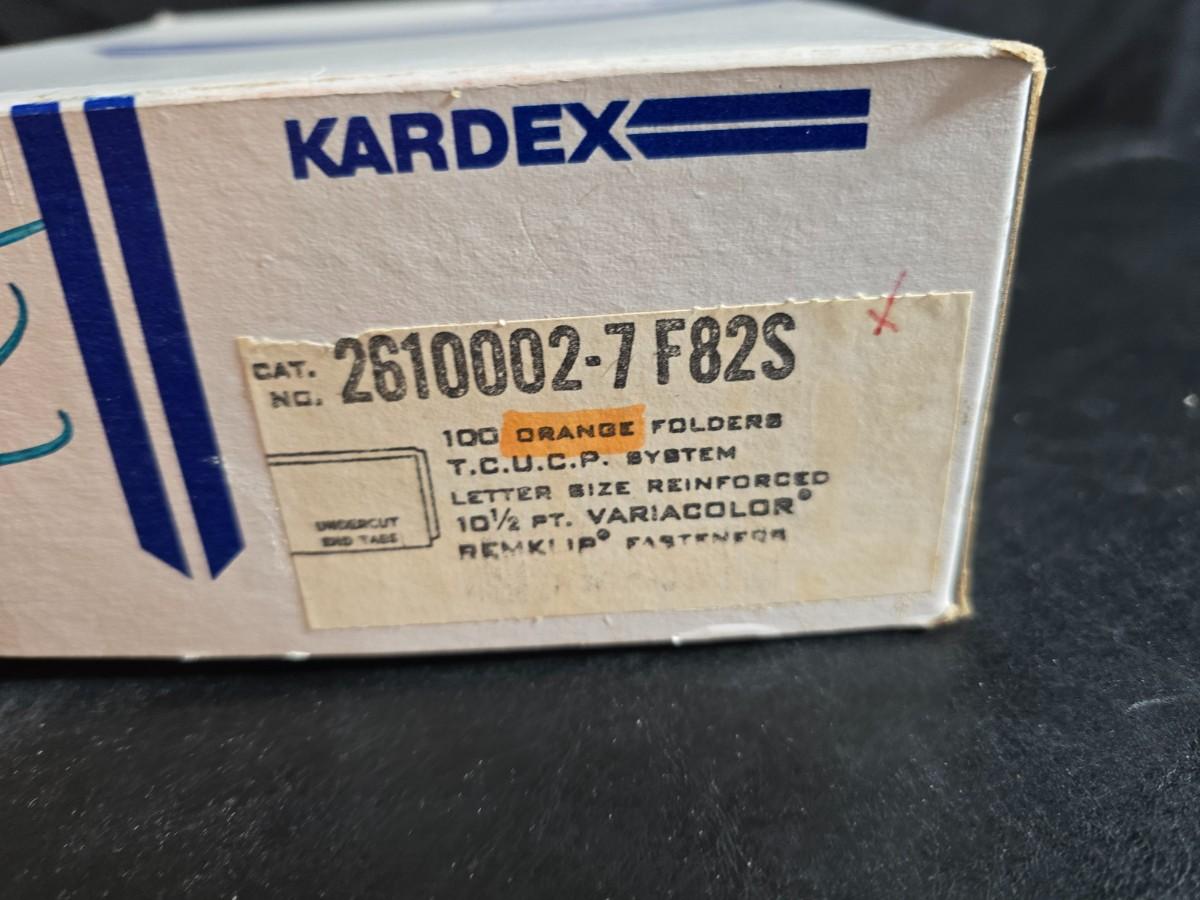 KARDEX
CAT. NO. 2610002-7 F82S
100 ORANGE FOLDERS
T.C.U.C.P. SYSTEM
LETTER SIZE REINFORCED
10½ PT. VARIACOLOR®
REMKLIP® FASTENERS
UNDERCUT
END TABS